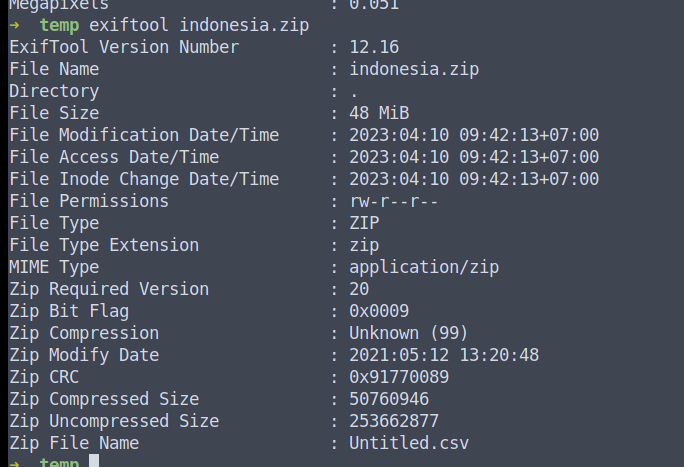 Megapixels : 0.051
→ temp exiftool indonesia.zip
ExifTool Version Number : 12.16
File Name : indonesia.zip
Directory : .
File Size : 48 MiB
File Modification Date/Time : 2023:04:10 09:42:13+07:00
File Access Date/Time : 2023:04:10 09:42:13+07:00
File Inode Change Date/Time : 2023:04:10 09:42:13+07:00
File Permissions : rw-r--r--
File Type : ZIP
File Type Extension : zip
MIME Type : application/zip
Zip Required Version : 20
Zip Bit Flag : 0x0009
Zip Compression : Unknown (99)
Zip Modify Date : 2021:05:12 13:20:48
Zip CRC : 0x91770089
Zip Compressed Size : 50760946
Zip Uncompressed Size : 253662877
Zip File Name : Untitled.csv
→ temp